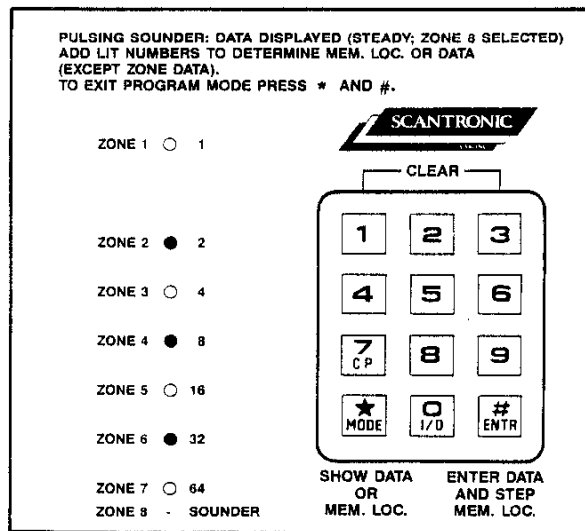 PULSING SOUNDER: DATA DISPLAYED (STEADY; ZONE 8 SELECTED)
ADD LIT NUMBERS TO DETERMINE MEM. LOC. OR DATA
(EXCEPT ZONE DATA).
TO EXIT PROGRAM MODE PRESS * AND #.
SCANTRONIC
ZONE 1 1
CLEAR
ZONE 2 2
ZONE 3 4
ZONE 4 8
ZONE 5 16
ZONE 6 32
ZONE 7 64
ZONE 8 - SOUNDER
1 2 3
4 5 6
7 8 9
C P
★ 0 #
MODE I/D ENTR
SHOW DATA
OR
MEM. LOC.
ENTER DATA
AND STEP
MEM. LOC.